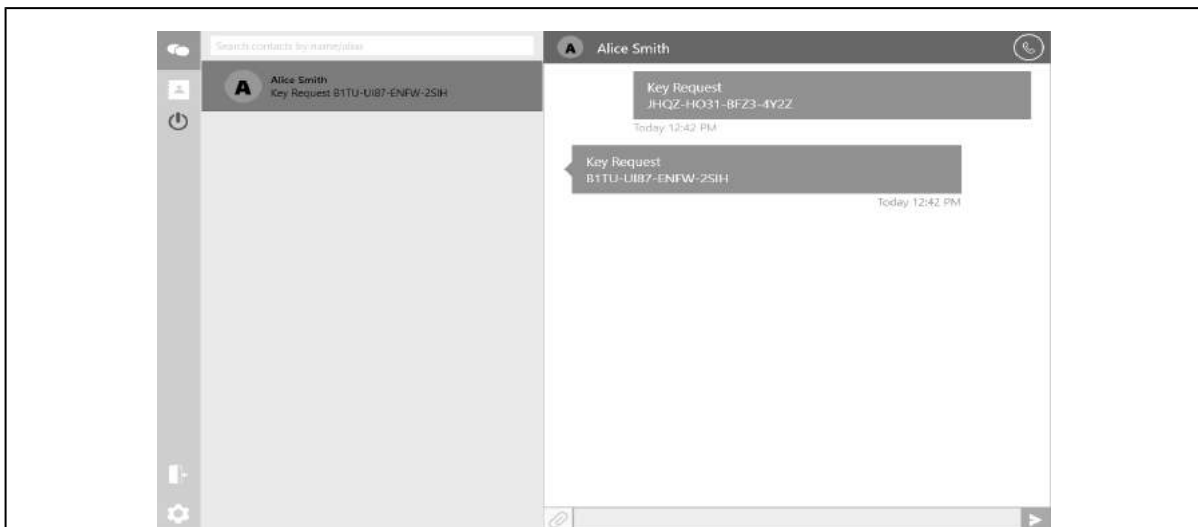 Search contacts by name/alias
Alice Smith
Key Request B1TU-UI87-ENFW-2SIH
A
A
Alice Smith
Key Request
JHQZ-HO31-BFZ3-4Y2Z
Today 12:42 PM
Key Request
B1TU-UI87-ENFW-2SIH
Today 12:42 PM